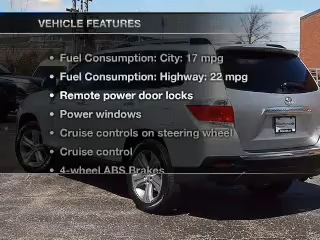 VEHICLE FEATURES
Fuel Consumption: City: 17 mpg
Fuel Consumption: Highway: 22 mpg
Remote power door locks
Power windows
Cruise controls on steering wheel
Cruise control
4-wheel ABS Brakes